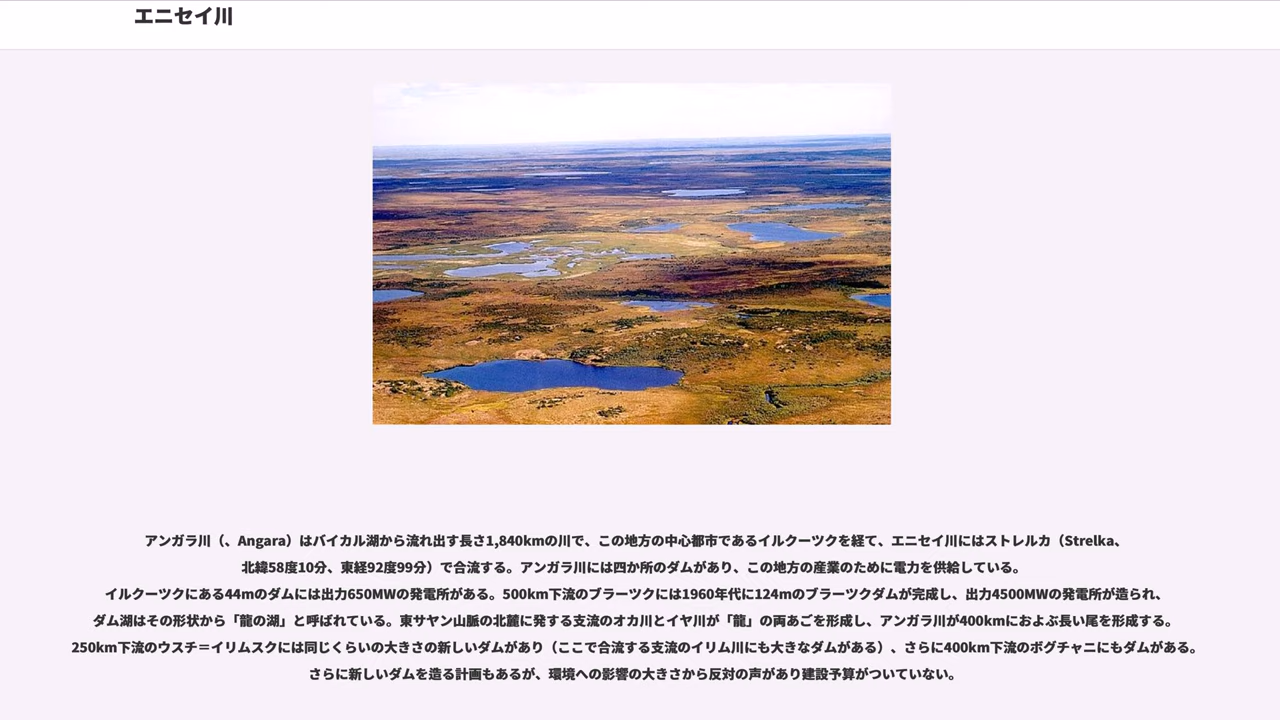 エニセイ川
アンガラ川（、Angara）はバイカル湖から流れ出す長さ1,840kmの川で、この地方の中心都市であるイルクーツクを経て、エニセイ川にはストレルカ（Strelka、
北緯58度10分、東経92度99分）で合流する。アンガラ川には四か所のダムがあり、この地方の産業のために電力を供給している。
イルクーツクにある44mのダムには出力650MWの発電所がある。500km下流のブラーツクには1960年代に124mのブラーツクダムが完成し、出力4500MWの発電所が造られ、
ダム湖はその形状から「龍の湖」と呼ばれている。東サヤン山脈の北麓に発する支流のオカ川とイヤ川が「龍」の両あごを形成し、アンガラ川が400kmにおよぶ長い尾を形成する。
250km下流のウスチ＝イリムスクには同じくらいの大きさの新しいダムがあり（ここで合流する支流のイリム川にも大きなダムがある）、さらに400km下流のボグチャニにもダムがある。
さらに新しいダムを造る計画もあるが、環境への影響の大きさから反対の声があり建設予算がついていない。